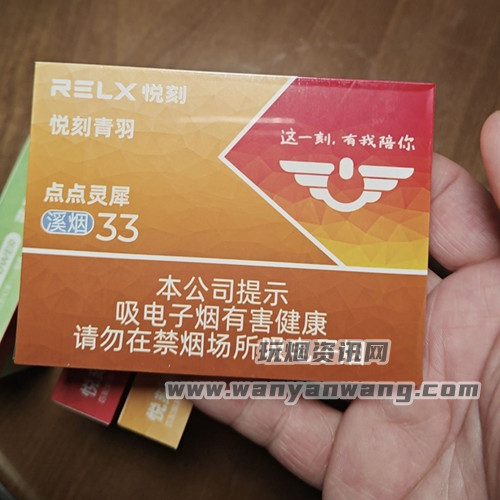 RELX 悦刻
悦刻青羽
这一刻,有我陪你
点点灵犀
溪烟 33
本公司提示
吸电子烟有害健康
请勿在禁烟场所
玩烟资讯网
www.wanyanwang.com
悦